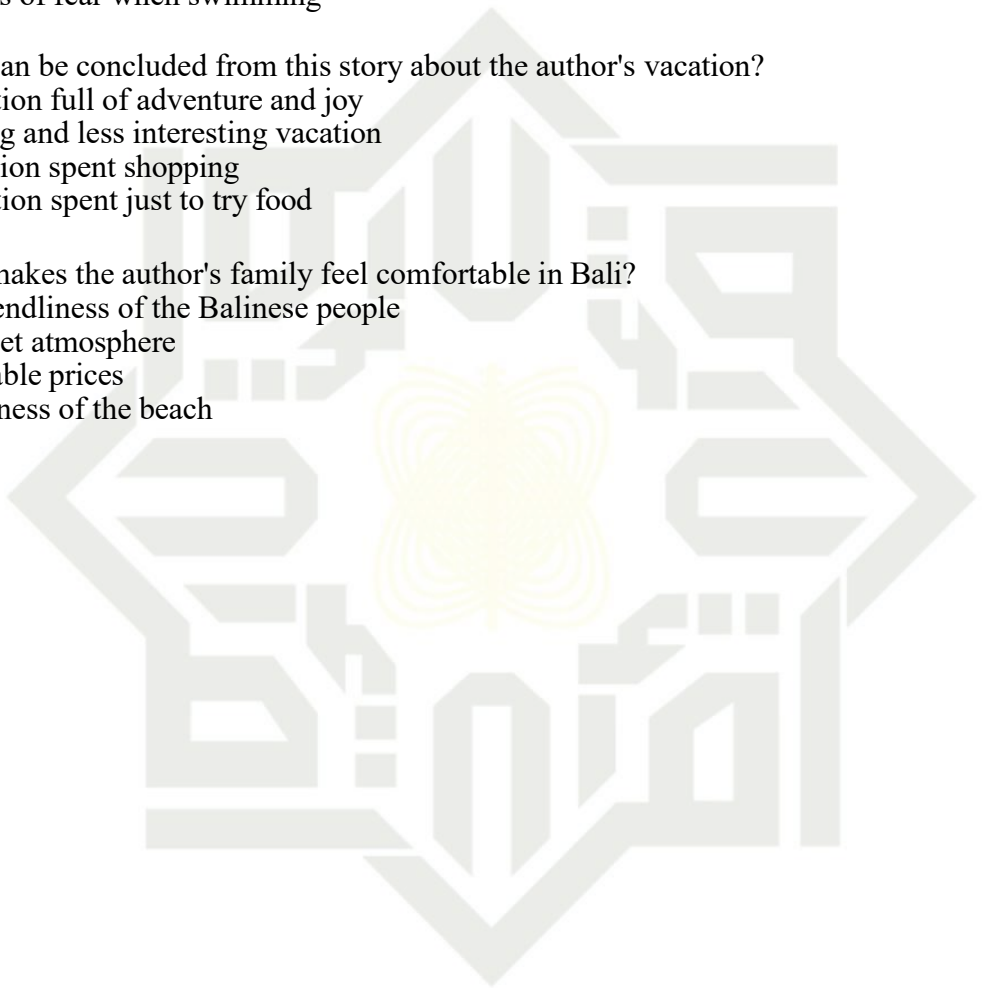 of fear when swimming
an be concluded from this story about the author's vacation?
tion full of adventure and joy
g and less interesting vacation
ion spent shopping
tion spent just to try food
makes the author's family feel comfortable in Bali?
endliness of the Balinese people
et atmosphere
able prices
ness of the beach